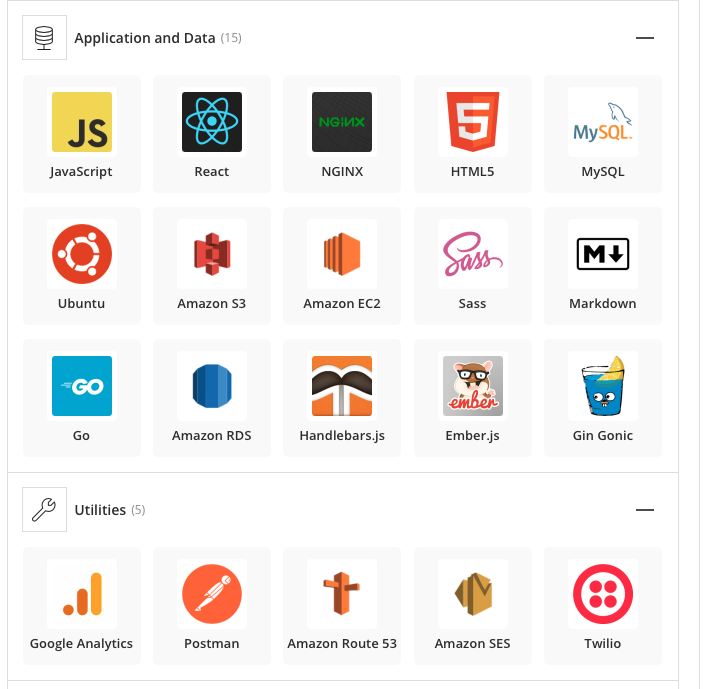 Application and Data (15)
JS
NGINX
5
MySQL.
JavaScript React NGINX HTML5 MySQL
Sass
M
Ubuntu Amazon S3 Amazon EC2 Sass Markdown
GO
ember
Go Amazon RDS Handlebars.js Ember.js Gin Gonic
Utilities (5)
Google Analytics Postman Amazon Route 53 Amazon SES Twilio